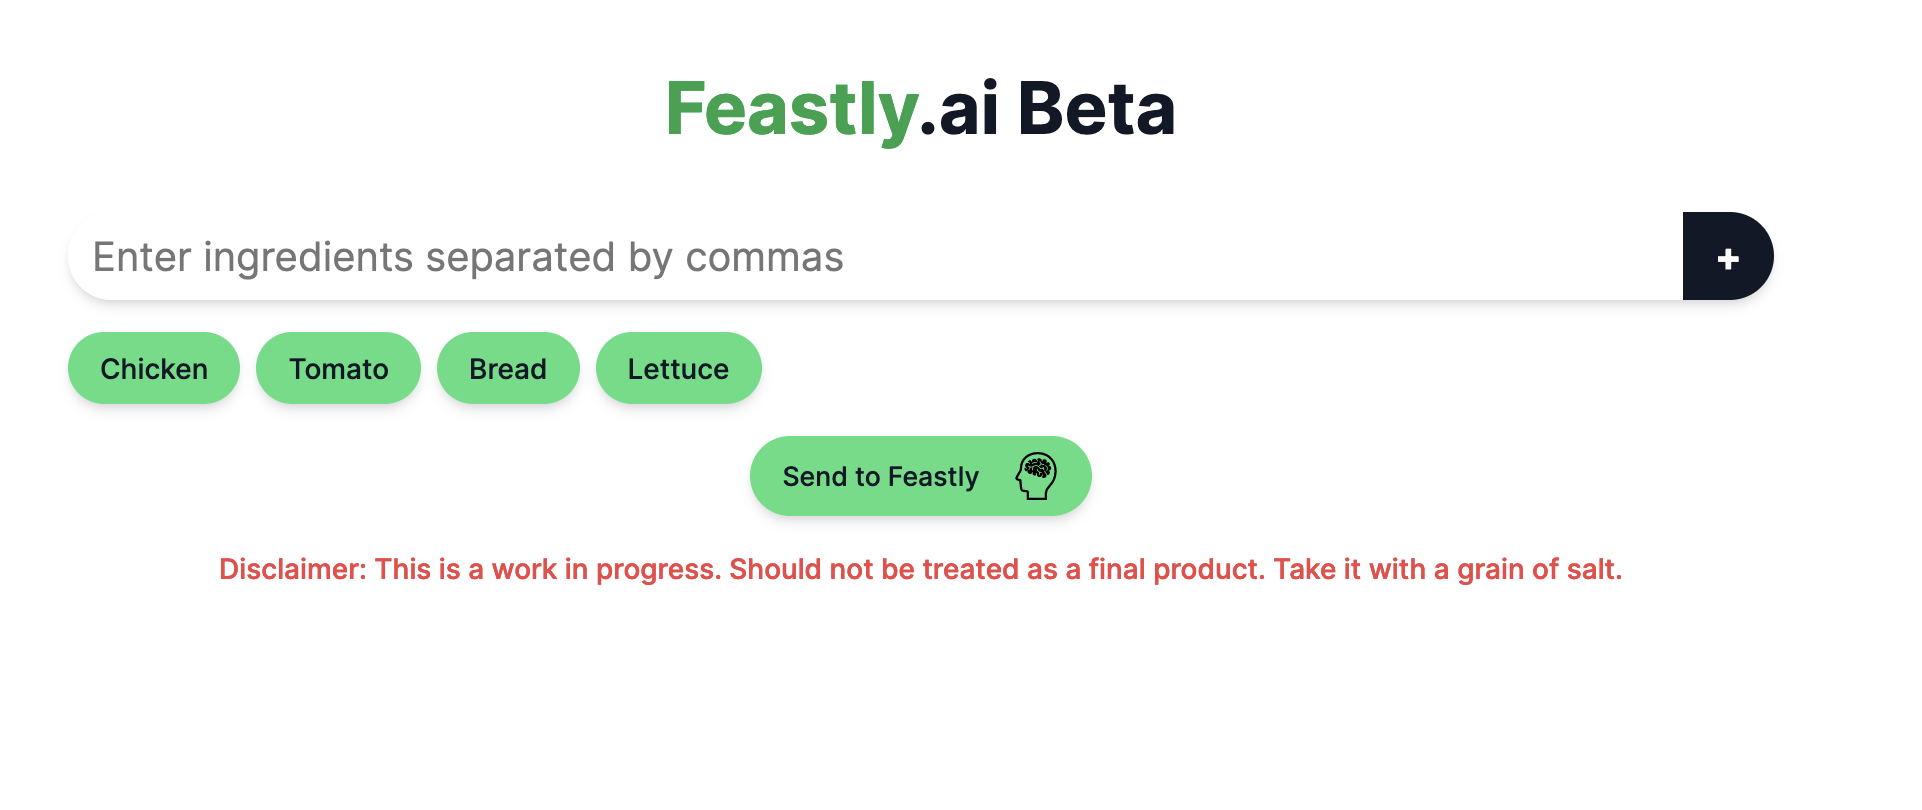 Feastly.ai Beta
Enter ingredients separated by commas
+
Chicken Tomato Bread Lettuce
Send to Feastly
Disclaimer: This is a work in progress. Should not be treated as a final product. Take it with a grain of salt.